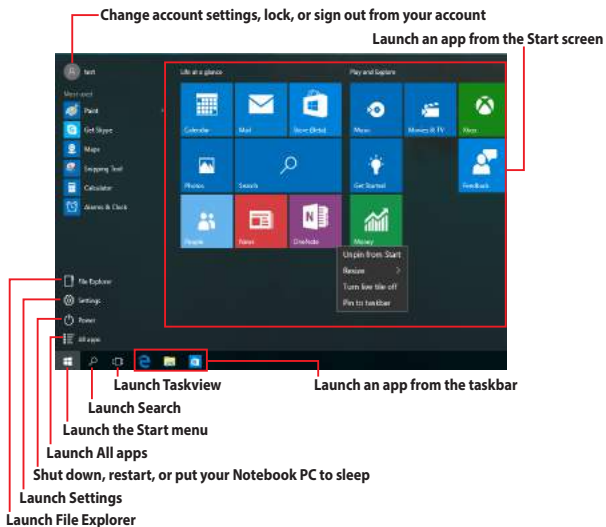 Change account settings, lock, or sign out from your account
Launch an app from the Start screen
test
Life at a glance
Play and Explore
Most used
Paint
Get Skype
Maps
Snipping Tool
Calculator
Alarms & Clock
Calendar
Mail
Store (Beta)
Music
Movies & TV
Xbox
Photos
Search
Get Started
Feedback
People
News
OneNote
Money
Unpin from Start
Resize
Turn live tile off
Pin to taskbar
File Explorer
Settings
Power
All apps
Launch Taskview
Launch an app from the taskbar
Launch Search
Launch the Start menu
Launch All apps
Shut down, restart, or put your Notebook PC to sleep
Launch Settings
Launch File Explorer